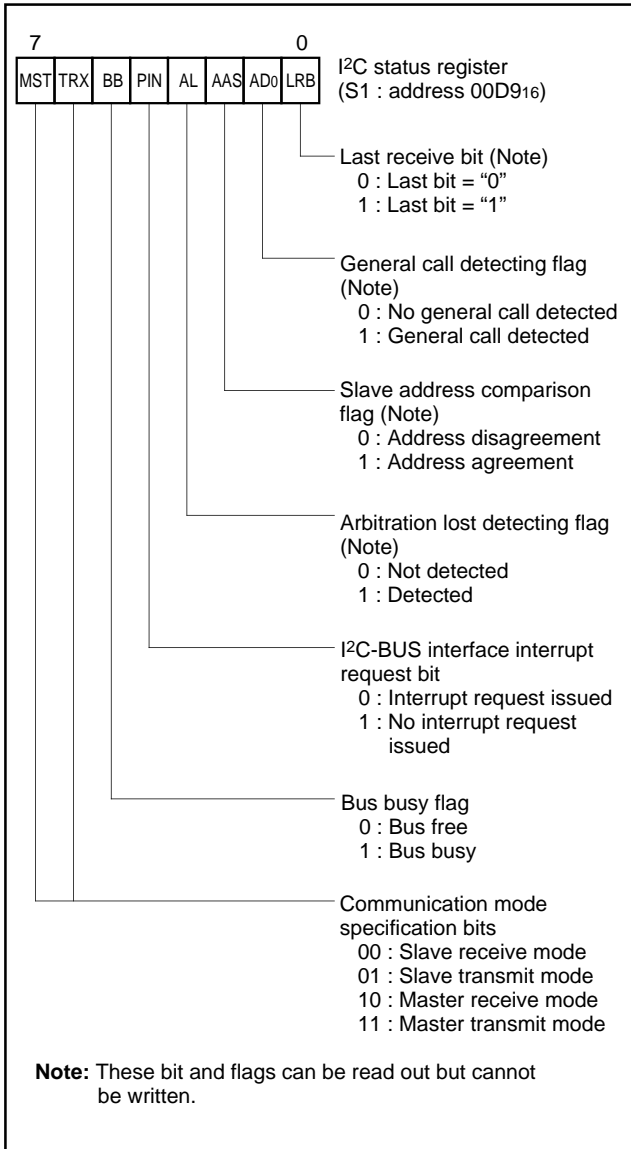 7 0
MST TRX BB PIN AL AAS AD0 LRB
I2C status register
(S1 : address 00D916)
Last receive bit (Note)
0 : Last bit = “0”
1 : Last bit = “1”
General call detecting flag
(Note)
0 : No general call detected
1 : General call detected
Slave address comparison
flag (Note)
0 : Address disagreement
1 : Address agreement
Arbitration lost detecting flag
(Note)
0 : Not detected
1 : Detected
I2C-BUS interface interrupt
request bit
0 : Interrupt request issued
1 : No interrupt request
issued
Bus busy flag
0 : Bus free
1 : Bus busy
Communication mode
specification bits
00 : Slave receive mode
01 : Slave transmit mode
10 : Master receive mode
11 : Master transmit mode
Note: These bit and flags can be read out but cannot
be written.